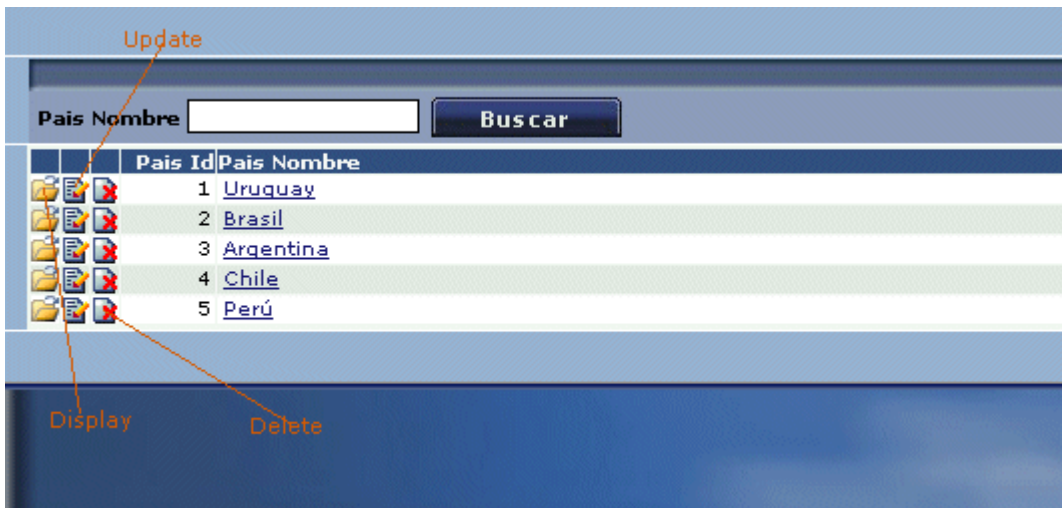 Update
Pais Nombre Buscar
Pais Id Pais Nombre
1 Uruguay
2 Brasil
3 Argentina
4 Chile
5 Perú
Display Delete